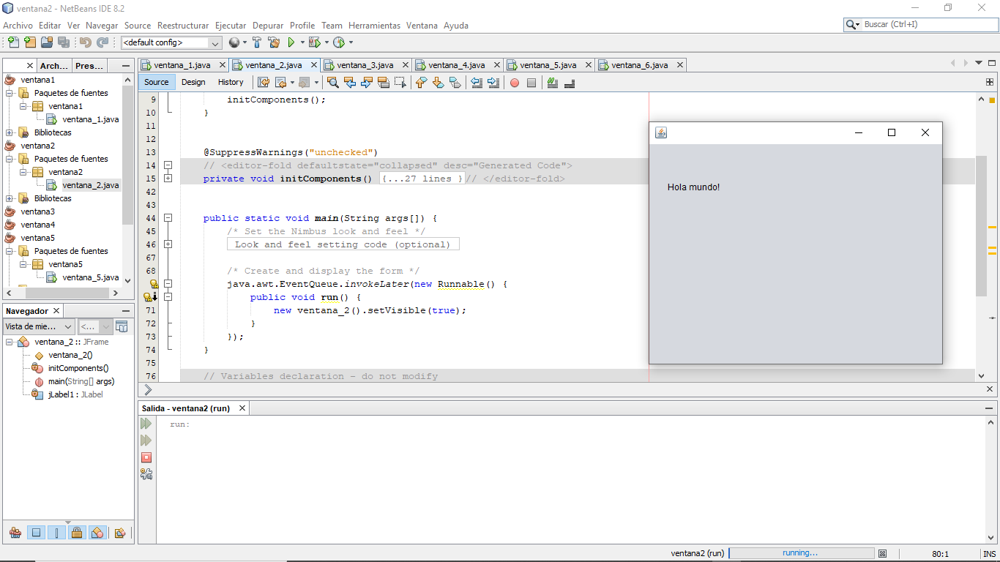 ventana2 - NetBeans IDE 8.2
Archivo Editar Ver Navegar Source Reestructurar Ejecutar Depurar Profile Team Herramientas Ventana Ayuda
Buscar (Ctrl+I)
<default config>
Arch... Pres...
ventana1
Paquetes de fuentes
ventana1
ventana_1.java
Bibliotecas
ventana2
Paquetes de fuentes
ventana2
ventana_2.java
Bibliotecas
ventana3
ventana4
ventana5
Paquetes de fuentes
ventana5
ventana_5.java
Navegador
Vista de mie... <...
ventana_2 :: JFrame
ventana_2()
initComponents()
main(String[] args)
jLabel1 : JLabel
ventana_1.java ventana_2.java ventana_3.java ventana_4.java ventana_5.java ventana_6.java
Source Design History
9 initComponents();
10 }
11
12
13 @SuppressWarnings("unchecked")
14 // <editor-fold defaultstate="collapsed" desc="Generated Code">
15 private void initComponents() {...27 lines }// </editor-fold>
42
43
44 public static void main(String args[]) {
45 /* Set the Nimbus look and feel */
46 Look and feel setting code (optional)
67
68 /* Create and display the form */
java.awt.EventQueue.invokeLater(new Runnable() {
public void run() {
71 new ventana_2().setVisible(true);
72 }
73 });
74 }
75
76 // Variables declaration - do not modify
Hola mundo!
Salida - ventana2 (run)
run:
ventana2 (run) running... 80:1 INS